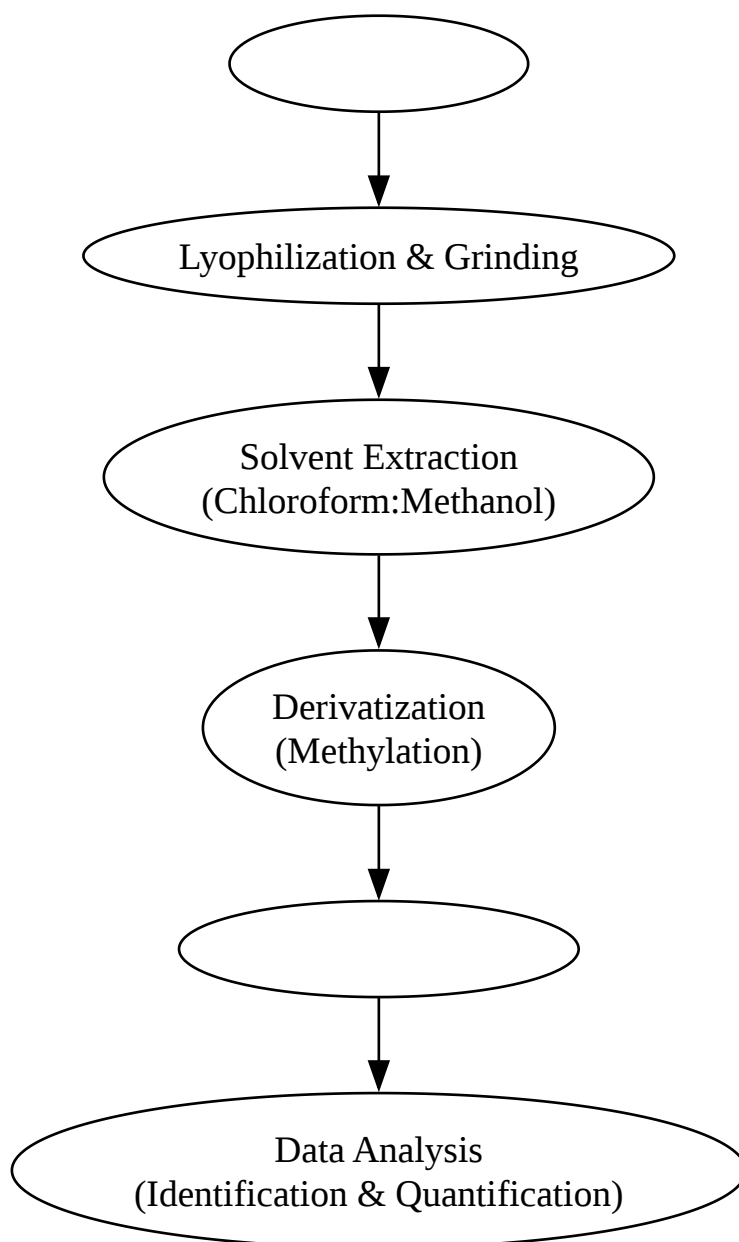 Lyophilization & Grinding
Solvent Extraction
(Chloroform:Methanol)
Derivatization
(Methylation)
Data Analysis
(Identification & Quantification)